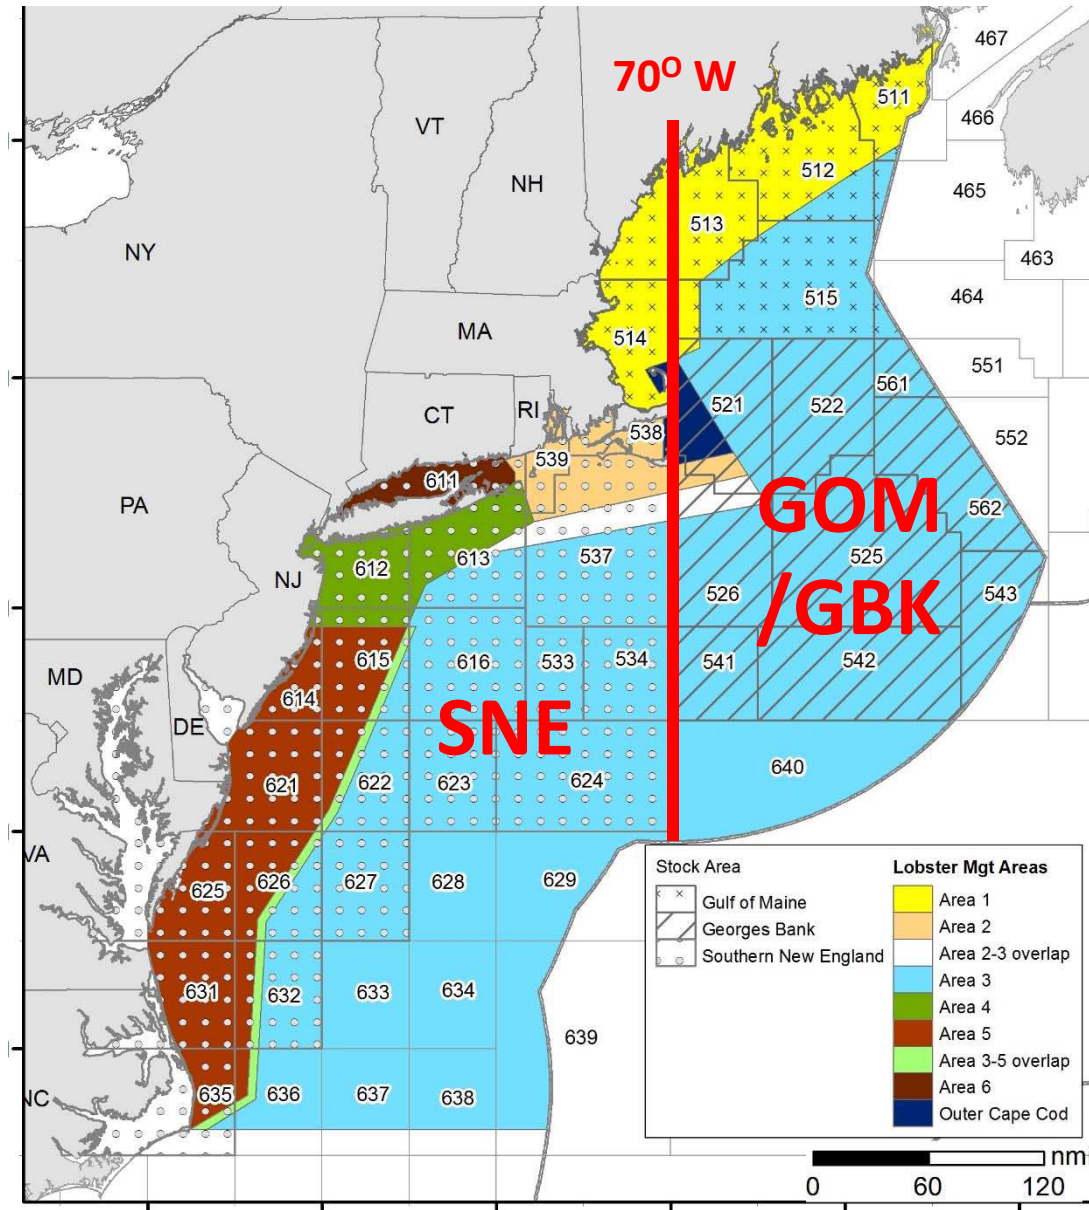 467
70° W
511
466
VT
512
NH
465
513
NY
463
515
464
514
MA
551
561
521
522
CT
RI
538
552
539
611
PA
GOM
562
613
537
525
612
NJ
/GBK
526
543
615
616
533
534
541
542
MD
614
SNE
DE
640
621
622
623
624
VA
625
626
627
628
629
Stock Area
Gulf of Maine
Georges Bank
Southern New England
Lobster Mgt Areas
Area 1
Area 2
Area 2-3 overlap
Area 3
Area 4
Area 5
Area 3-5 overlap
Area 6
Outer Cape Cod
631
632
633
634
639
NC
635
636
637
638
nm
0 60 120